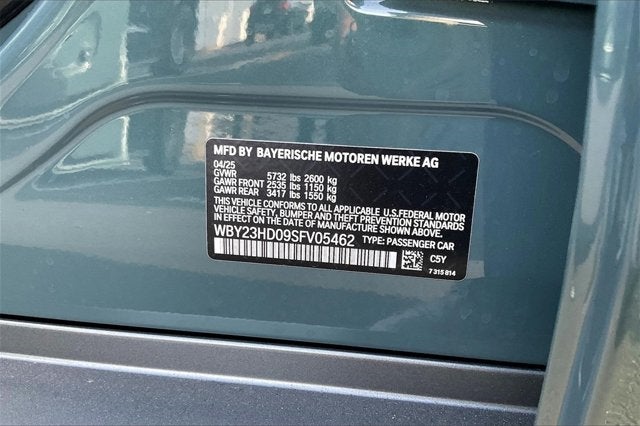 MFD BY BAYERISCHE MOTOREN WERKE AG
04/25
GVWR 5732 lbs 2600 kg
GAWR FRONT 2535 lbs 1150 kg
GAWR REAR 3417 lbs 1550 kg
THIS VEHICLE CONFORMS TO ALL APPLICABLE U.S.FEDERAL MOTOR
VEHICLE SAFETY, BUMPER, AND THEFT PREVENTION STANDARDS
IN EFFECT ON THE DATE OF MANUFACTURE SHOWN ABOVE.
WBY23HD09SFV05462 TYPE: PASSENGER CAR
C5Y
7 315 814